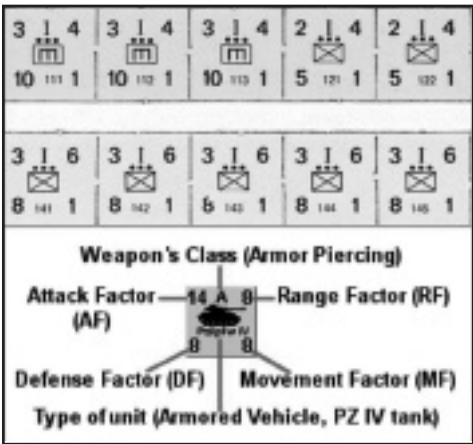 3 I 4 3 I 4 3 I 4 2 I 4 2 I 4
10 111 1 10 112 1 10 113 1 5 121 1 5 122 1
3 I 6 3 I 6 3 I 6 3 I 6 3 I 6
8 141 1 8 142 1 8 143 1 8 144 1 8 145 1
Weapon's Class (Armor Piercing)
Attack Factor 14 A 8 Range Factor (RF)
(AF)
PzKpfw IV
8 8
Defense Factor (DF) Movement Factor (MF)
Type of unit (Armored Vehicle, PZ IV tank)